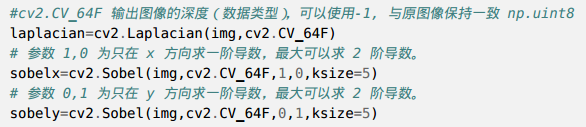 #cv2.CV_64F 输出图像的深度（数据类型），可以使用-1, 与原图像保持一致 np.uint8
laplacian=cv2.Laplacian(img,cv2.CV_64F)
# 参数 1,0 为只在 x 方向求一阶导数，最大可以求 2 阶导数。
sobelx=cv2.Sobel(img,cv2.CV_64F,1,0,ksize=5)
# 参数 0,1 为只在 y 方向求一阶导数，最大可以求 2 阶导数。
sobely=cv2.Sobel(img,cv2.CV_64F,0,1,ksize=5)